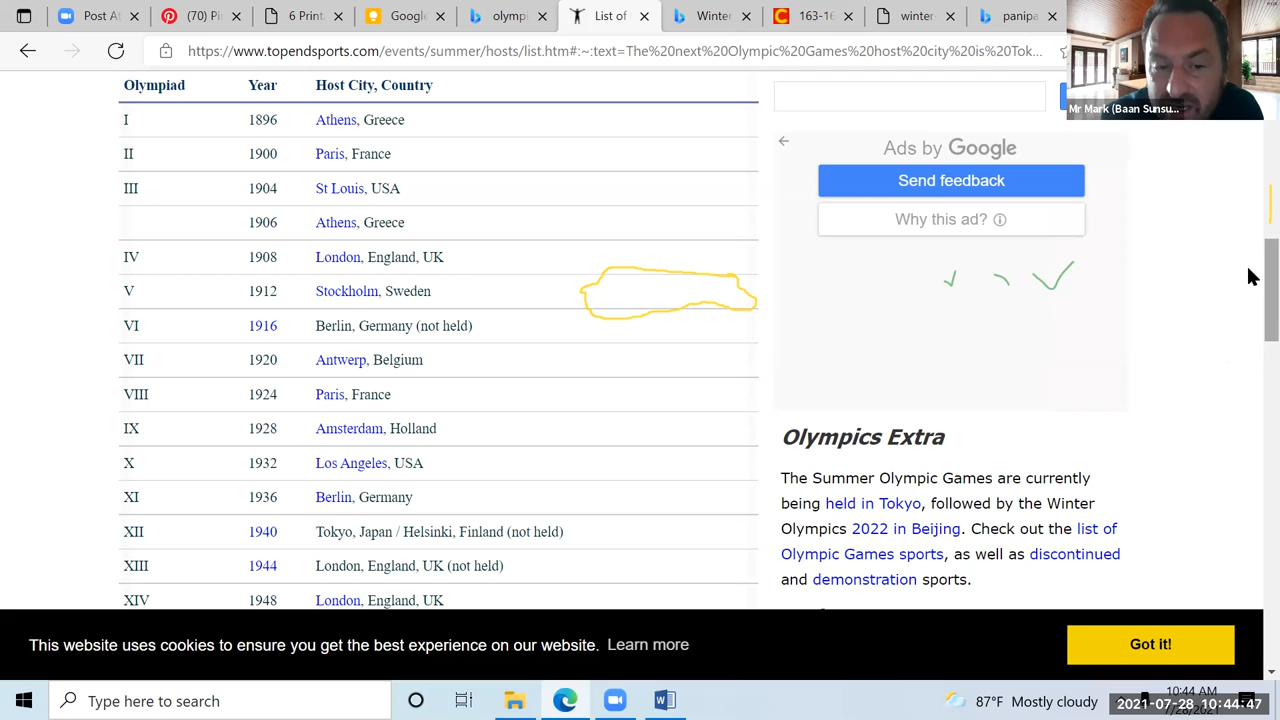 (20) Pi
6 Print
Google
olymp
List of
Winter
163-16
winter
panipa
https://www.topendsports.com/events/summer/hosts/list.htm#:~:text=The%20next%20Olympic%20Games%20host%20city%20is%20Tok...
Mr Mark (Baan Sunsu...
Olympiad Year Host City, Country
I 1896 Athens, Greece
II 1900 Paris, France
III 1904 St Louis, USA
1906 Athens, Greece
IV 1908 London, England, UK
V 1912 Stockholm, Sweden
VI 1916 Berlin, Germany (not held)
VII 1920 Antwerp, Belgium
VIII 1924 Paris, France
IX 1928 Amsterdam, Holland
X 1932 Los Angeles, USA
XI 1936 Berlin, Germany
XII 1940 Tokyo, Japan / Helsinki, Finland (not held)
XIII 1944 London, England, UK (not held)
XIV 1948 London, England, UK
Ads by Google
Send feedback
Why this ad?
Olympics Extra
The Summer Olympic Games are currently
being held in Tokyo, followed by the Winter
Olympics 2022 in Beijing. Check out the list of
Olympic Games sports, as well as discontinued
and demonstration sports.
This website uses cookies to ensure you get the best experience on our website. Learn more
Got it!
Type here to search
87°F Mostly cloudy
10:44 AM
2021-07-28 10:44:47